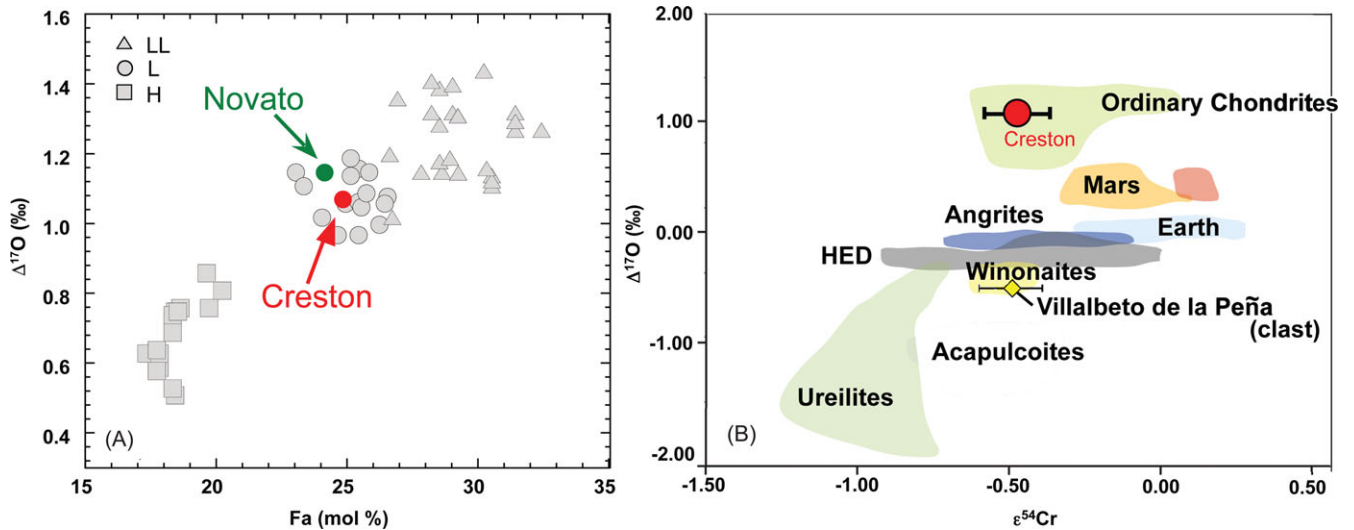 1.6
1.4
1.2
1.0
0.8
0.6
0.4
Δ17O (‰)
LL
L
H
Novato
Creston
(A)
15
20
25
30
35
Fa (mol %)
2.00
1.00
0.00
-1.00
-2.00
Δ17O (‰)
Ordinary Chondrites
Creston
Mars
Angrites
Earth
HED
Winonaites
Villalbeto de la Peña
(clast)
Acapulcoites
Ureilites
(B)
-1.50
-1.00
-0.50
0.00
0.50
ε54Cr